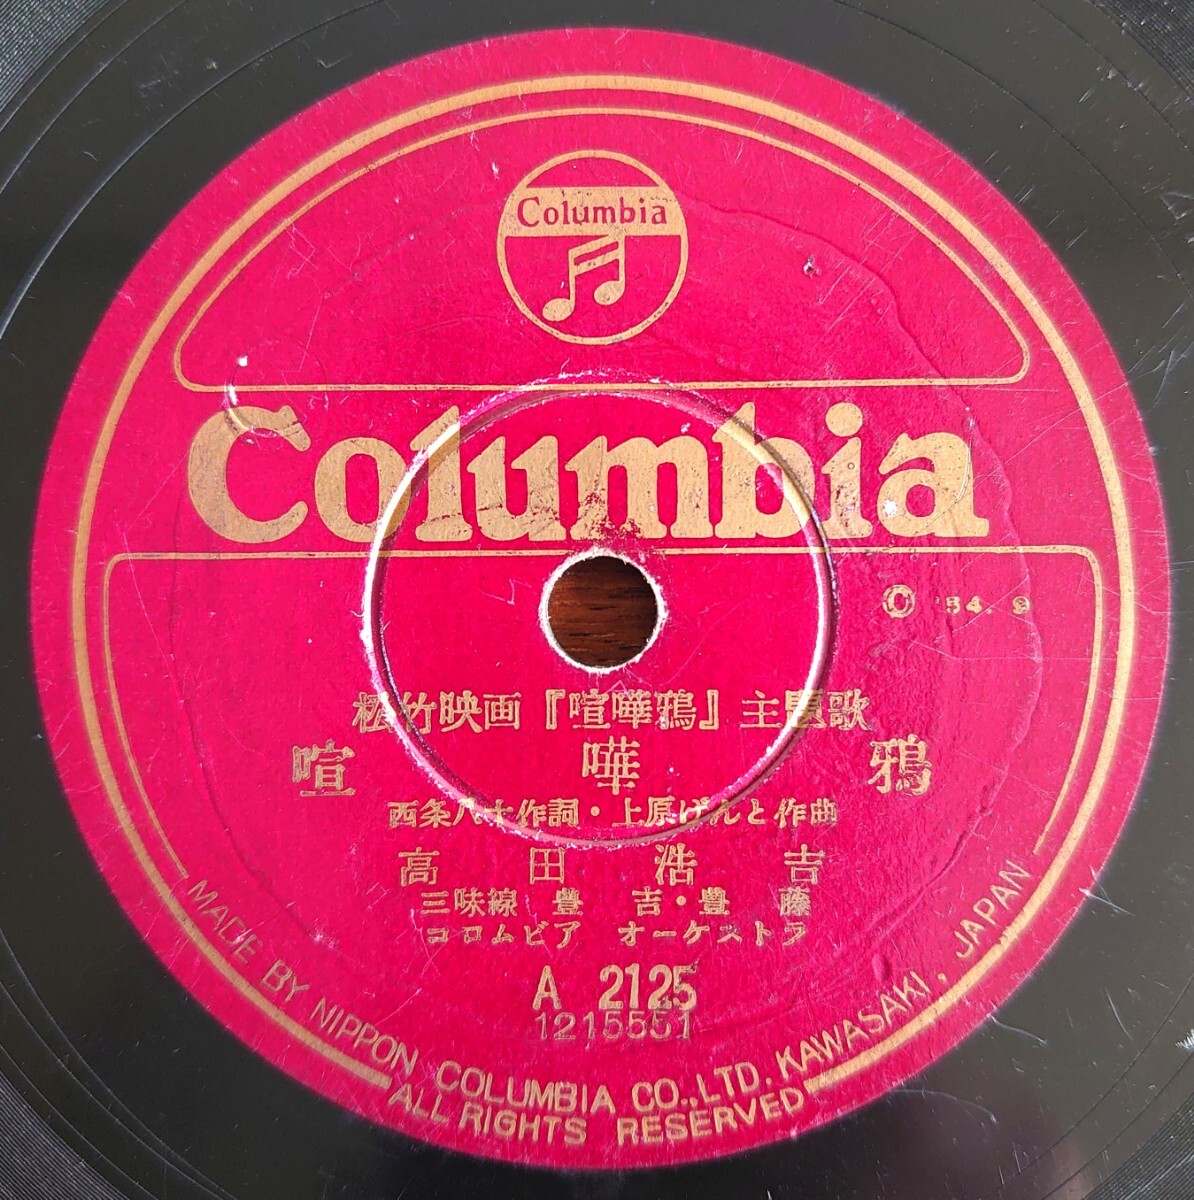 Columbia
Columbia
Ⓞ '54. 9
松竹映画『喧嘩鴉』主題歌
喧嘩鴉
西条八十作詞・上原げんと作曲
高田浩吉
三味線 豊吉・豊藤
コロムビア オーケストラ
A 2125
1215551
MADE BY NIPPON COLUMBIA CO., LTD. KAWASAKI, JAPAN
ALL RIGHTS RESERVED